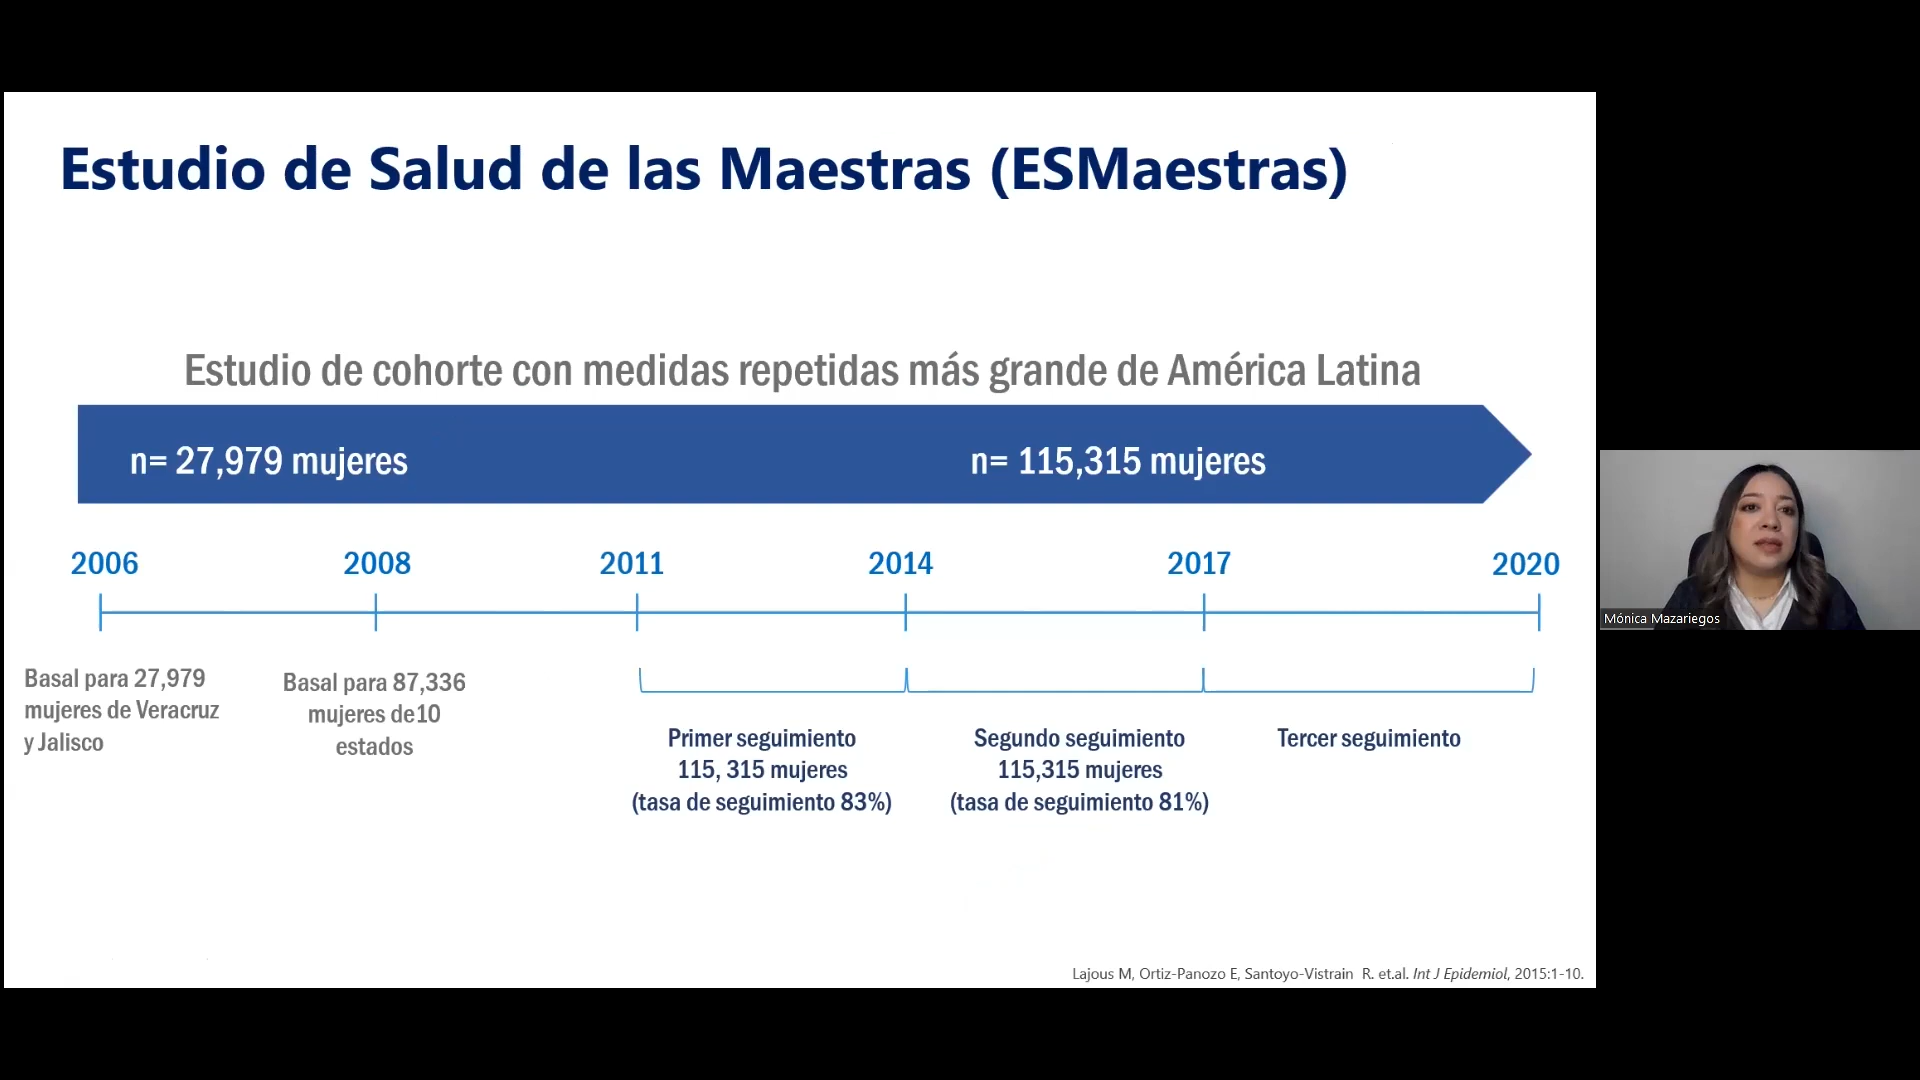 Estudio de Salud de las Maestras (ESMaestras)
Estudio de cohorte con medidas repetidas más grande de América Latina
n= 27,979 mujeres
n= 115,315 mujeres
2006
2008
2011
2014
2017
2020
Basal para 27,979
mujeres de Veracruz
y Jalisco
Basal para 87,336
mujeres de10
estados
Primer seguimiento
115, 315 mujeres
(tasa de seguimiento 83%)
Segundo seguimiento
115,315 mujeres
(tasa de seguimiento 81%)
Tercer seguimiento
Lajous M, Ortiz-Panozo E, Santoyo-Vistrain  R. et.al. Int J Epidemiol, 2015:1-10.
Mónica Mazariegos